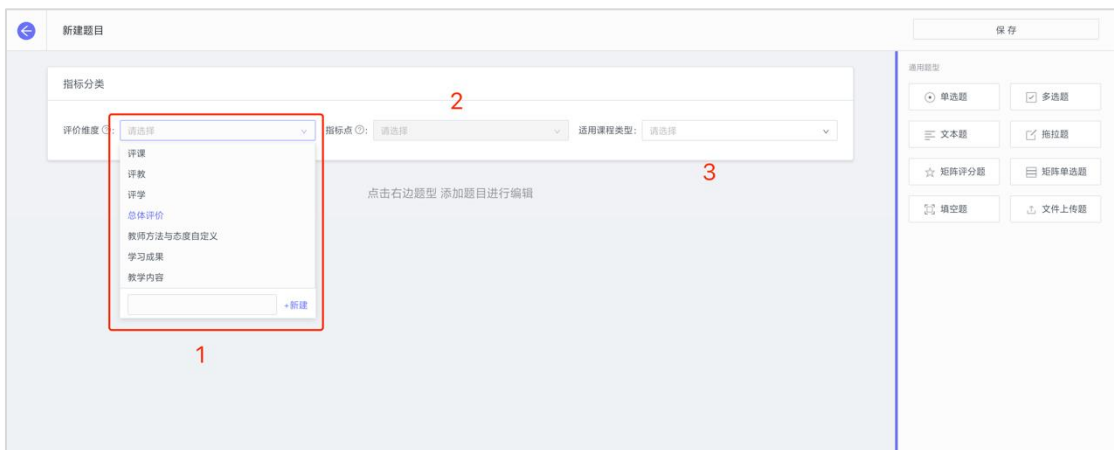 新建题目
保存
指标分类
2
评价维度 ?: 请选择 指标点 ?: 请选择 适用课程类型: 请选择
评课
评教
评学
总体评价
教师方法与态度自定义
学习成果
教学内容
+新建
1
3
点击右边题型 添加题目进行编辑
通用题型
单选题 多选题
文本题 拖拉题
矩阵评分题 矩阵单选题
填空题 文件上传题